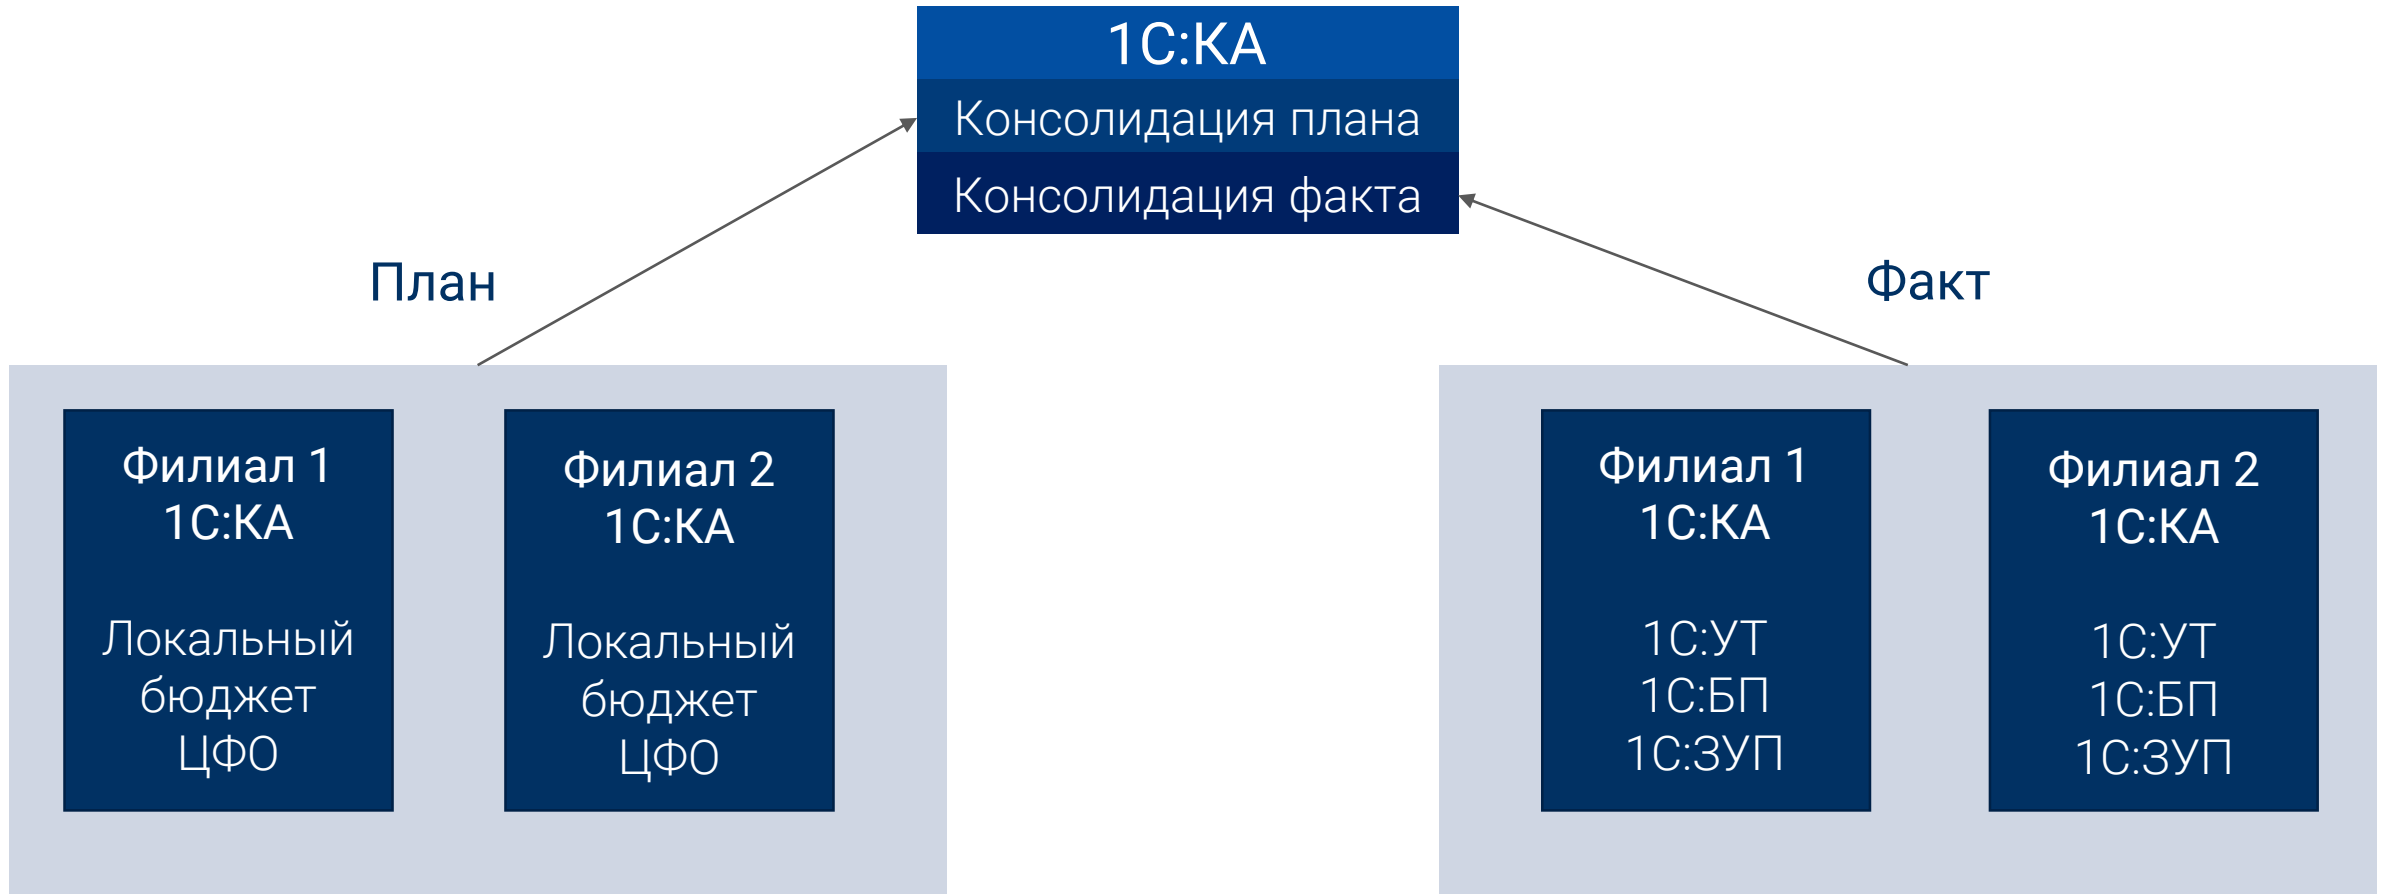 1С:КА
Консолидация плана
Консолидация факта
План
Факт
Филиал 1
1С:КА
Локальный
бюджет
ЦФО
Филиал 2
1С:КА
Локальный
бюджет
ЦФО
Филиал 1
1С:КА
1С:УТ
1С:БП
1С:ЗУП
Филиал 2
1С:КА
1С:УТ
1С:БП
1С:ЗУП